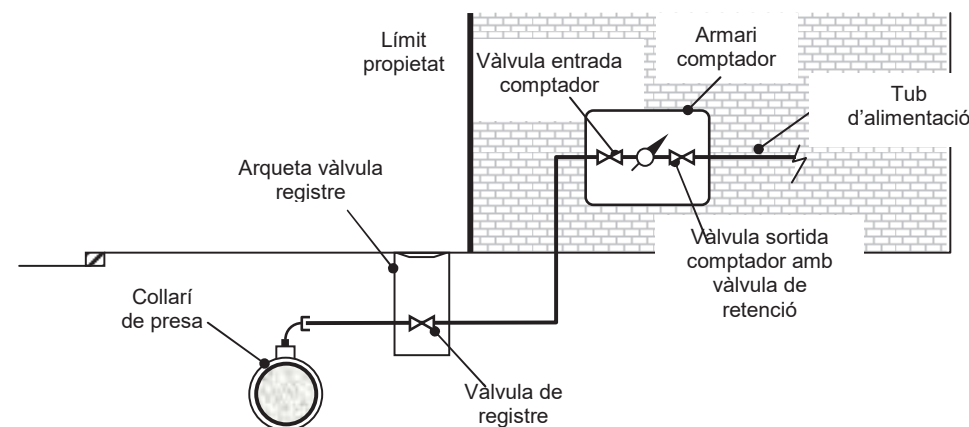 Límit
propietat
Vàlvula entrada
comptador
Armari
comptador
Tub
d’alimentació
Arqueta vàlvula
registre
Vàlvula sortida
comptador amb
vàlvula de
retenció
Collarí
de presa
Vàlvula de
registre